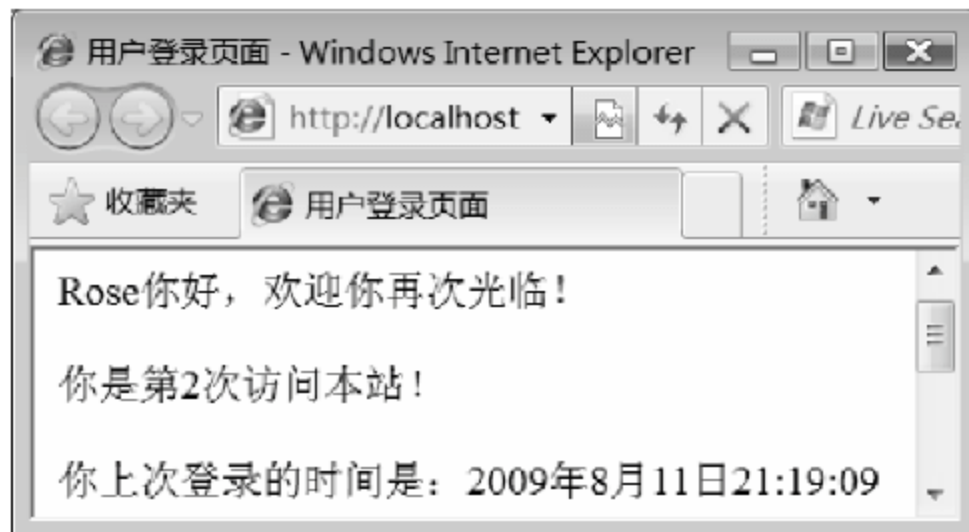 用户登录页面 - Windows Internet Explorer
http://localhost
Live Sea
收藏夹
用户登录页面
Rose你好，欢迎你再次光临！
你是第2次访问本站！
你上次登录的时间是：2009年8月11日21:19:09